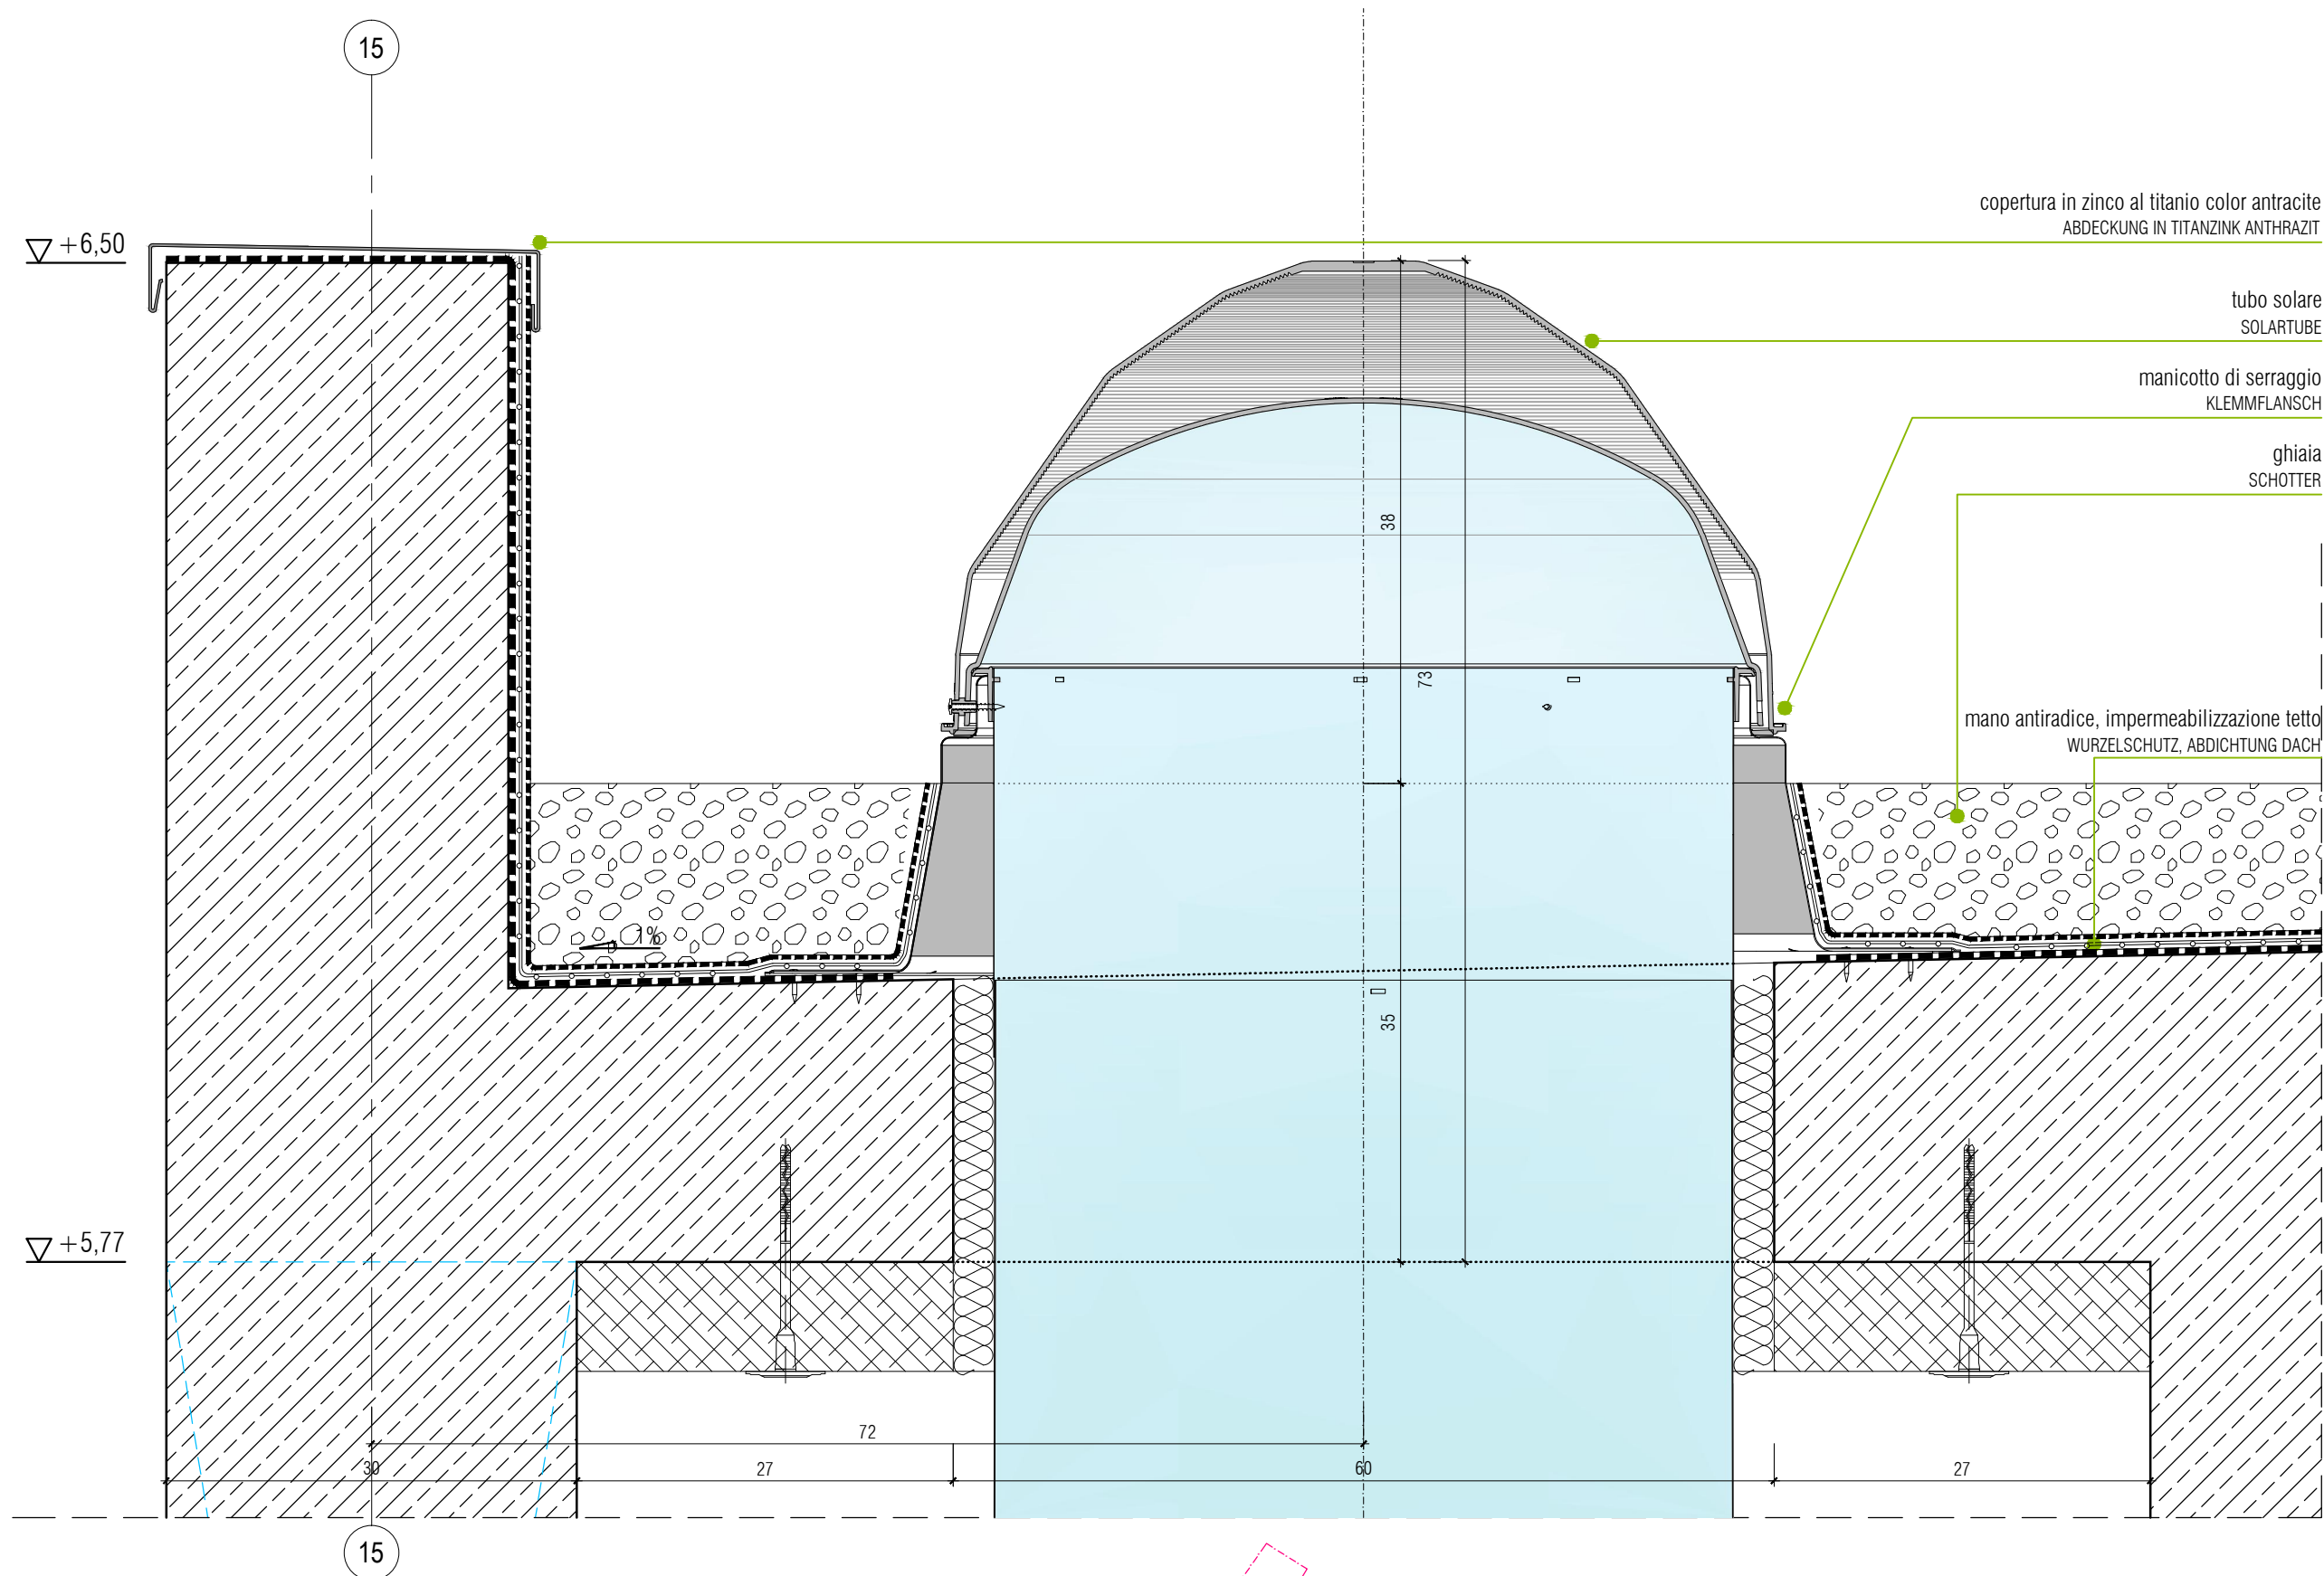 15
+6,50
copertura in zinco al titanio color antracite
ABDECKUNG IN TITANZINK ANTHRAZIT
tubo solare
SOLARTUBE
manicotto di serraggio
KLEMMFLANSCH
ghiaia
SCHOTTER
38
73
mano antiradice, impermeabilizzazione tetto
WURZELSCHUTZ, ABDICHTUNG DACH
1%
35
+5,77
72
30
27
60
27
15